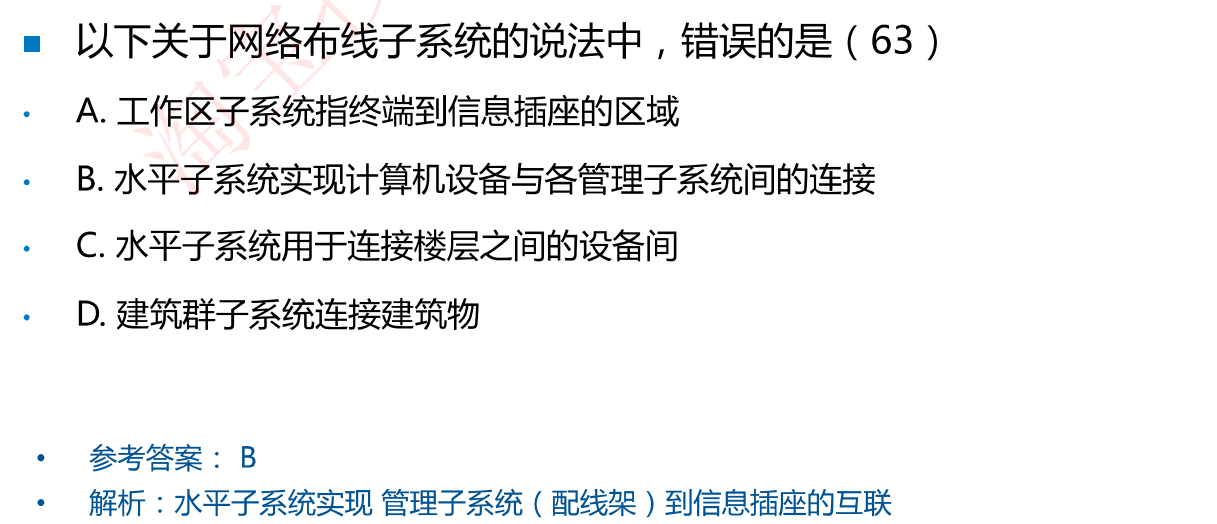 以下关于网络布线子系统的说法中，错误的是（63）
A. 工作区子系统指终端到信息插座的区域
B. 水平子系统实现计算机设备与各管理子系统间的连接
C. 水平子系统用于连接楼层之间的设备间
D. 建筑群子系统连接建筑物
参考答案： B
解析：水平子系统实现 管理子系统（配线架）到信息插座的互联
淘宝